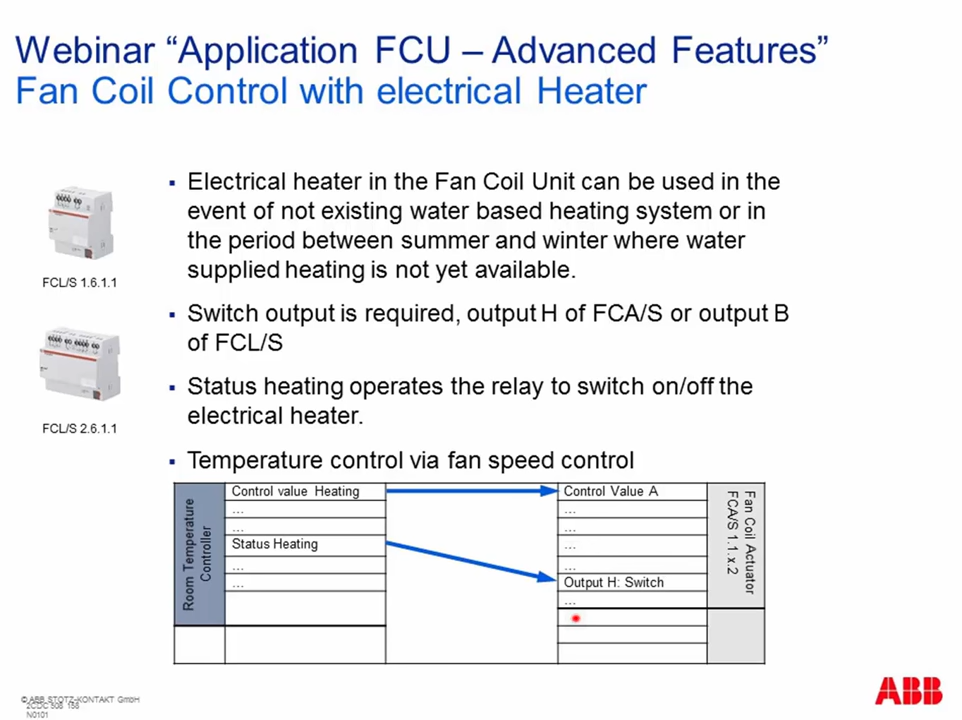 Webinar “Application FCU – Advanced Features”
Fan Coil Control with electrical Heater
▪ Electrical heater in the Fan Coil Unit can be used in the
event of not existing water based heating system or in
the period between summer and winter where water
supplied heating is not yet available.
FCL/S 1.6.1.1
▪ Switch output is required, output H of FCA/S or output B
of FCL/S
▪ Status heating operates the relay to switch on/off the
electrical heater.
FCL/S 2.6.1.1
▪ Temperature control via fan speed control
Room Temperature
Controller
Control value Heating
...
...
Status Heating
...
...
Control Value A
...
...
...
...
Output H: Switch
...
Fan Coil Actuator
FCA/S 1.1.x.2
© ABB STOTZ-KONTAKT GmbH
N0101
ABB